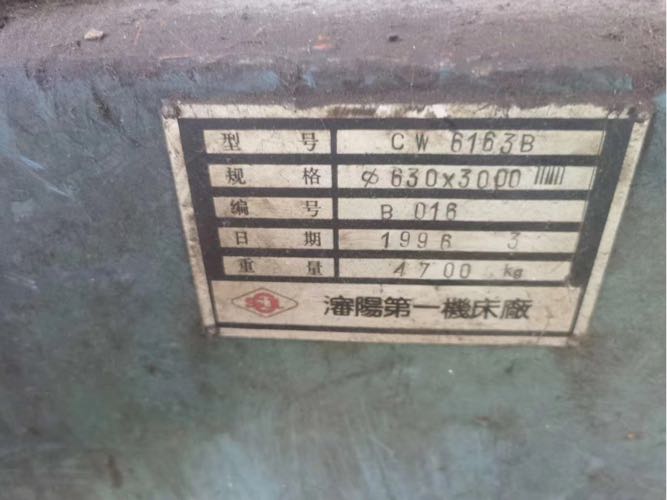 型号 CW 6163B
规格 φ 630x3000 mm
编号 B 016
日期 1996 3
重量 4700 kg
瀋陽第一機床廠